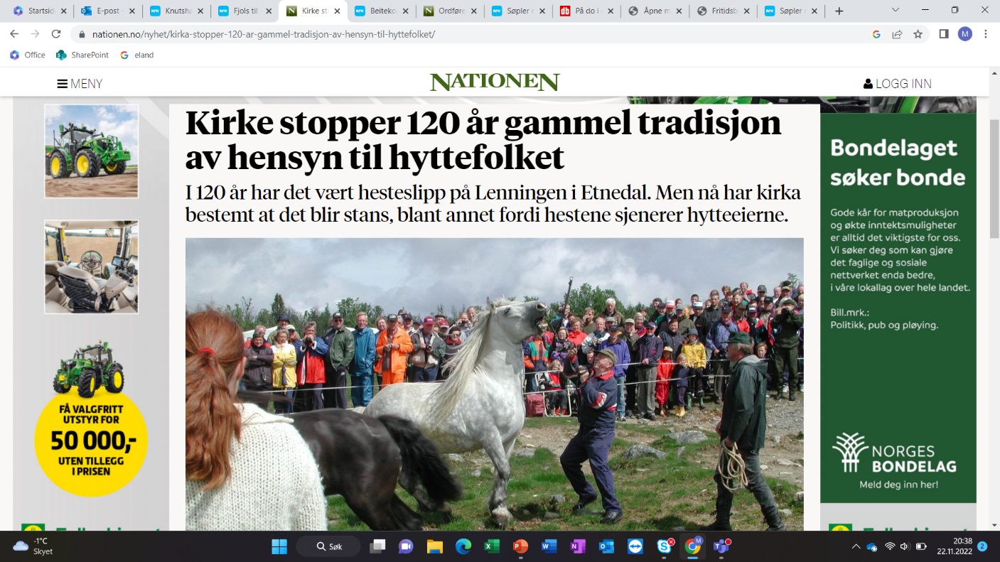 Startsid
E-post -
Knutshø
Fjols til
Kirke st
Beiteko
Ordføre
Søpler
På do i
Åpne m
Fritidsb
Søpler
nationen.no/nyhet/kirka-stopper-120-ar-gammel-tradisjon-av-hensyn-til-hyttefolket/
M
Office
SharePoint
eland
MENY
NATIONEN
LOGG INN
Kirke stopper 120 år gammel tradisjon
av hensyn til hyttefolket
I 120 år har det vært hesteslipp på Lenningen i Etnedal. Men nå har kirka
bestemt at det blir stans, blant annet fordi hestene sjenerer hytteeierne.
FÅ VALGFRITT
UTSTYR FOR
50 000,-
UTEN TILLEGG
I PRISEN
Bondelaget
søker bonde
Gode kår for matproduksjon
og økte inntektsmuligheter
er alltid det viktigste for oss.
Vi søker deg som kan gjøre
det faglige og sosiale
nettverket enda bedre,
i våre lokallag over hele landet.
Bill.mrk.:
Politikk, pub og pløying.
NORGES
BONDELAG
Meld deg inn her!
-1°C
Skyet
Søk
20:38
22.11.2022
2